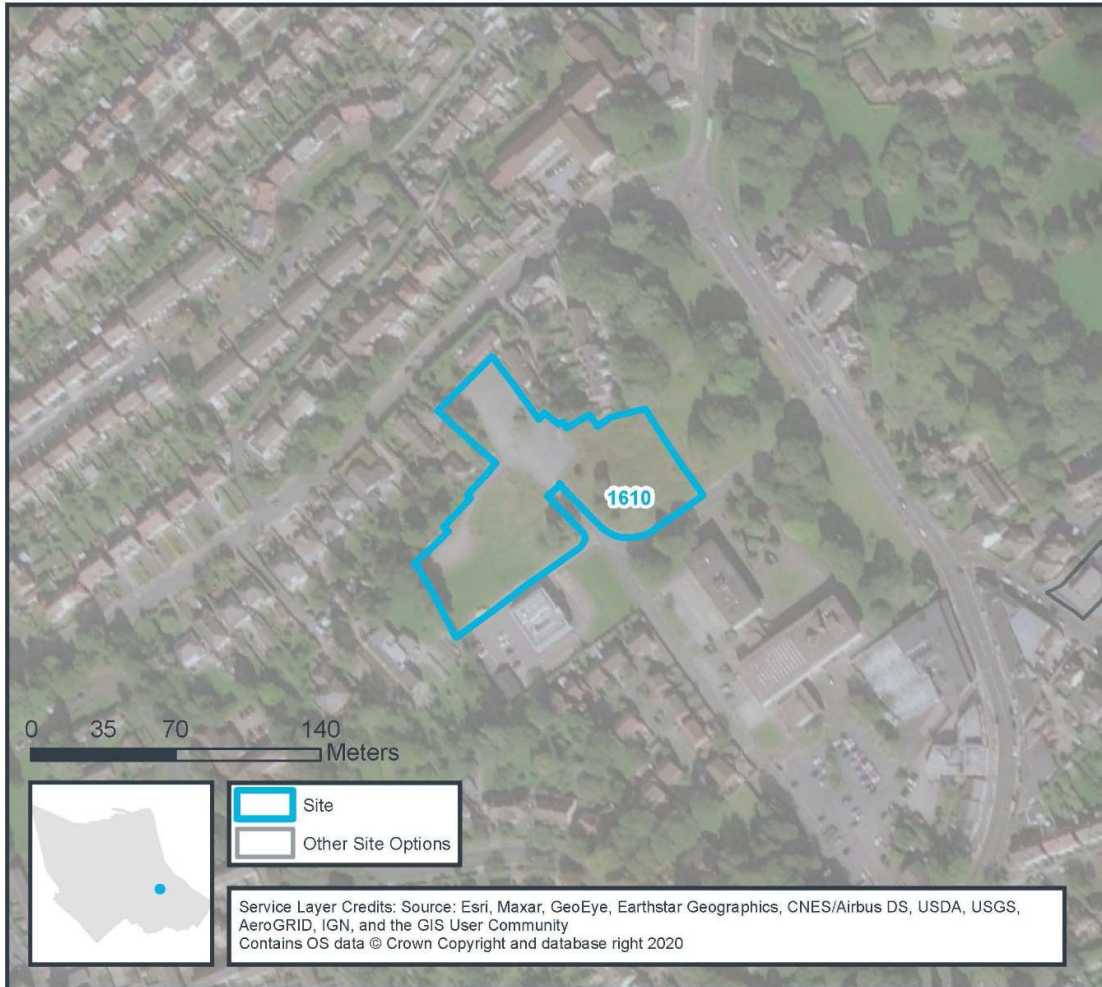 1610
0 35 70 140
Meters
Site
Other Site Options
Service Layer Credits: Source: Esri, Maxar, GeoEye, Earthstar Geographics, CNES/Airbus DS, USDA, USGS,
AeroGRID, IGN, and the GIS User Community
Contains OS data © Crown Copyright and database right 2020